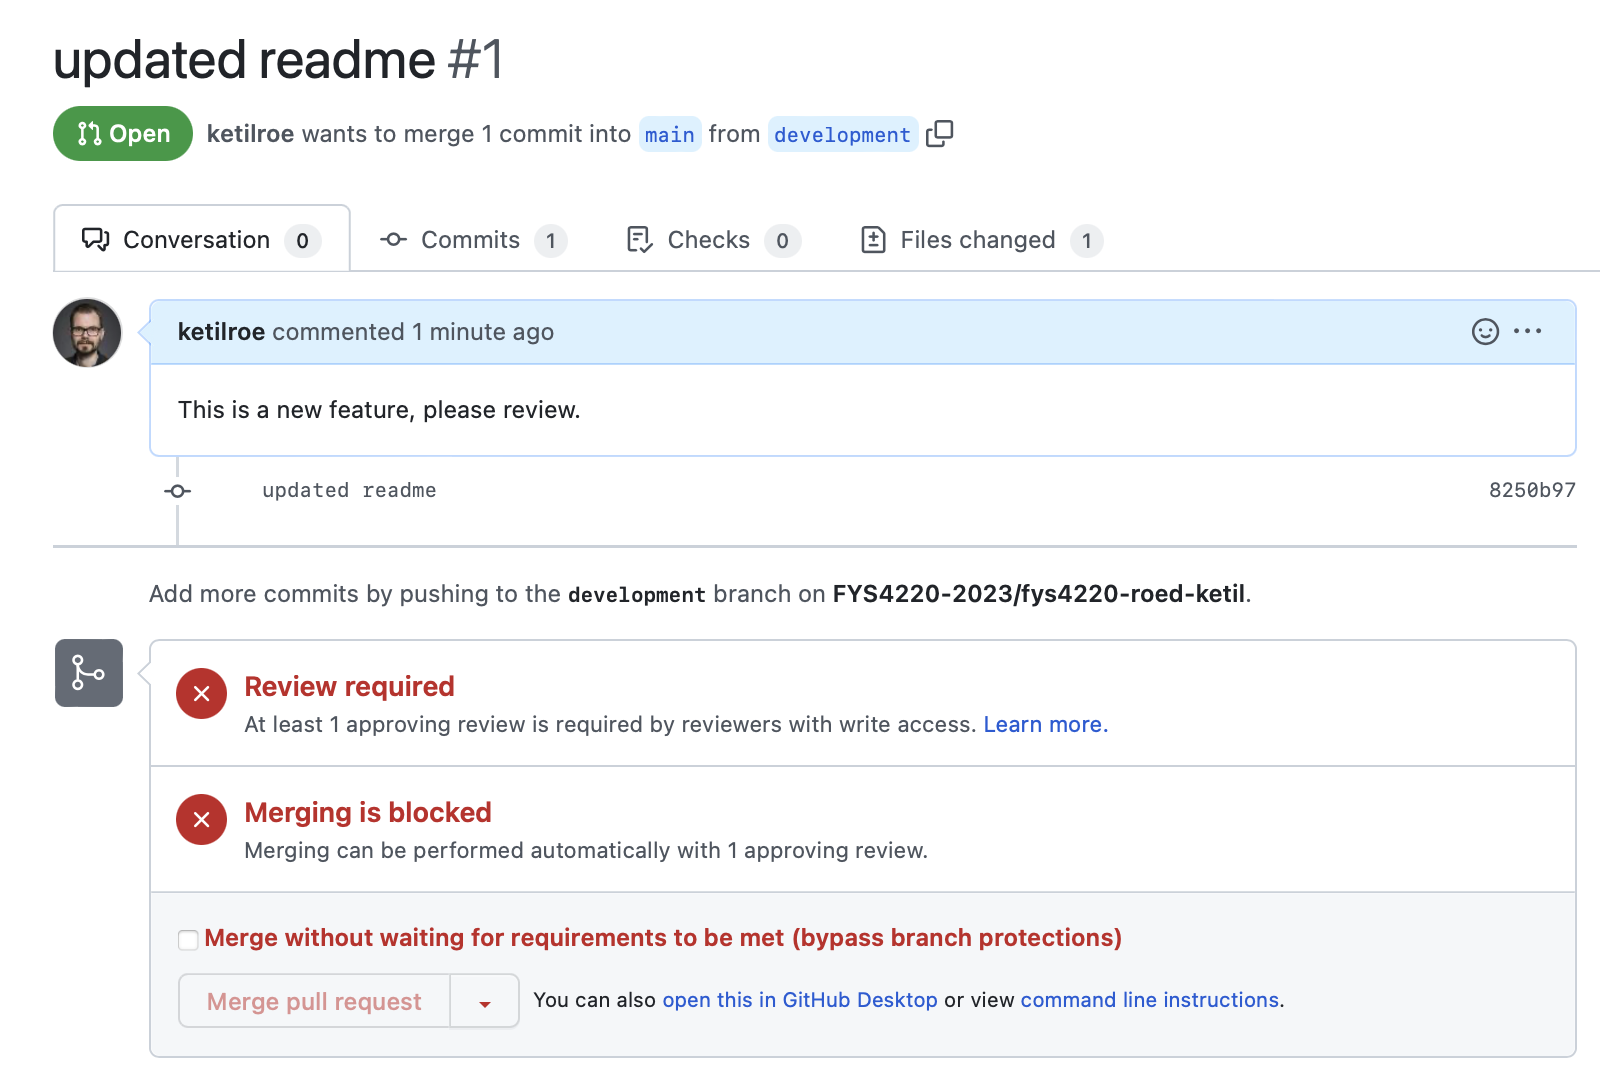 updated readme #1
Open ketilroe wants to merge 1 commit into main from development
Conversation 0 Commits 1 Checks 0 Files changed 1
ketilroe commented 1 minute ago
This is a new feature, please review.
updated readme 8250b97
Add more commits by pushing to the development branch on FYS4220-2023/fys4220-roed-ketil.
Review required
At least 1 approving review is required by reviewers with write access. Learn more.
Merging is blocked
Merging can be performed automatically with 1 approving review.
Merge without waiting for requirements to be met (bypass branch protections)
Merge pull request You can also open this in GitHub Desktop or view command line instructions.